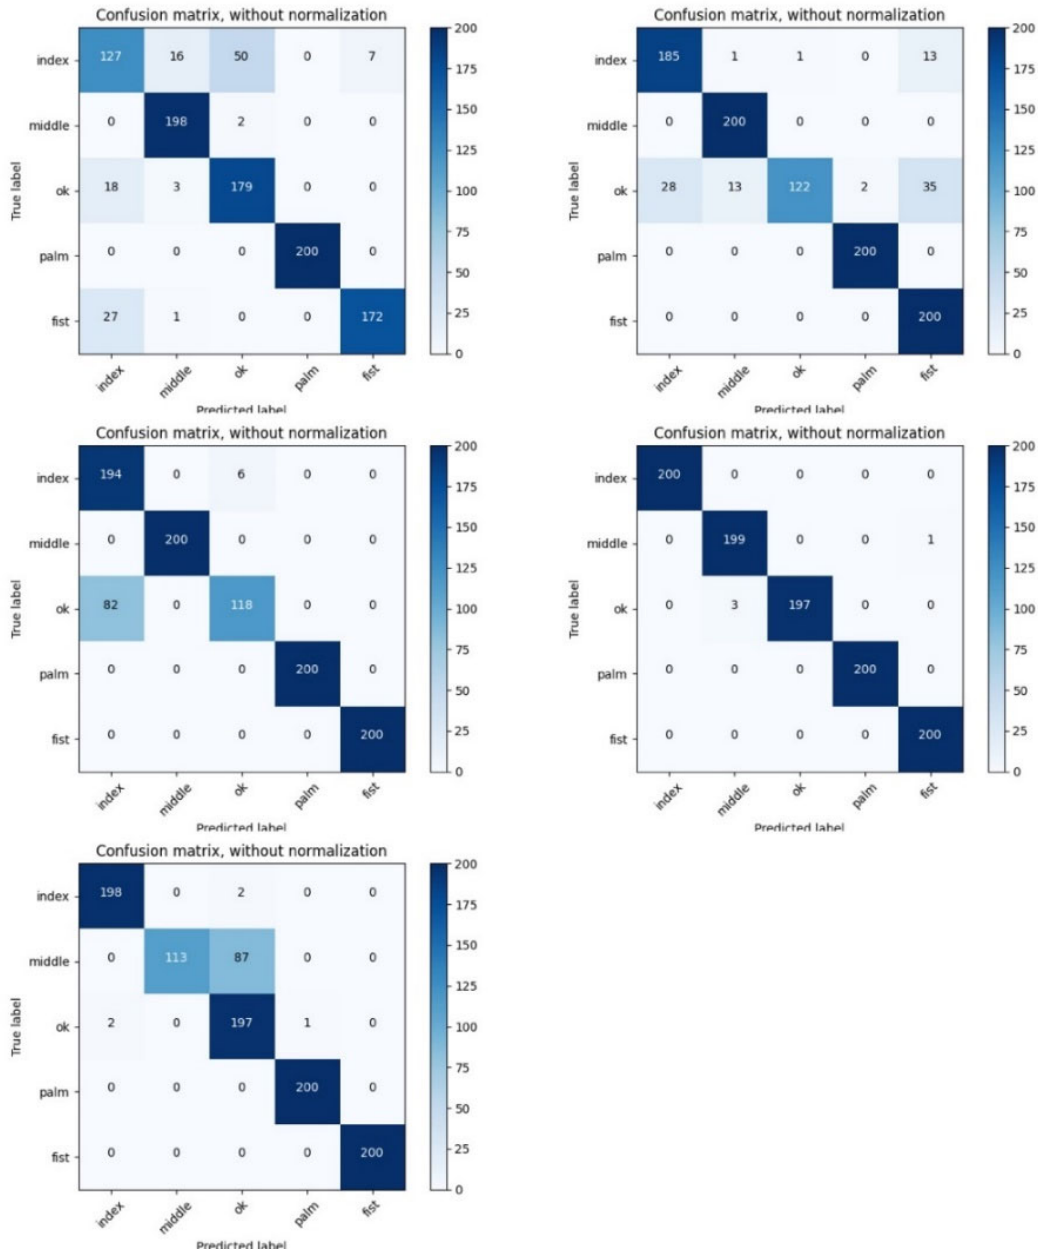 Confusion matrix, without normalization
index 127 16 50 0 7
middle 0 198 2 0 0
ok 18 3 179 0 0
palm 0 0 0 200 0
fist 27 1 0 0 172
index middle ok palm fist
True label
Predicted label
200
175
150
125
100
75
50
25
0
Confusion matrix, without normalization
index 185 1 1 0 13
middle 0 200 0 0 0
ok 28 13 122 2 35
palm 0 0 0 200 0
fist 0 0 0 0 200
index middle ok palm fist
True label
Predicted label
200
175
150
125
100
75
50
25
0
Confusion matrix, without normalization
index 194 0 6 0 0
middle 0 200 0 0 0
ok 82 0 118 0 0
palm 0 0 0 200 0
fist 0 0 0 0 200
index middle ok palm fist
True label
Predicted label
200
175
150
125
100
75
50
25
0
Confusion matrix, without normalization
index 200 0 0 0 0
middle 0 199 0 0 1
ok 0 3 197 0 0
palm 0 0 0 200 0
fist 0 0 0 0 200
index middle ok palm fist
True label
Predicted label
200
175
150
125
100
75
50
25
0
Confusion matrix, without normalization
index 198 0 2 0 0
middle 0 113 87 0 0
ok 2 0 197 1 0
palm 0 0 0 200 0
fist 0 0 0 0 200
index middle ok palm fist
True label
Predicted label
200
175
150
125
100
75
50
25
0